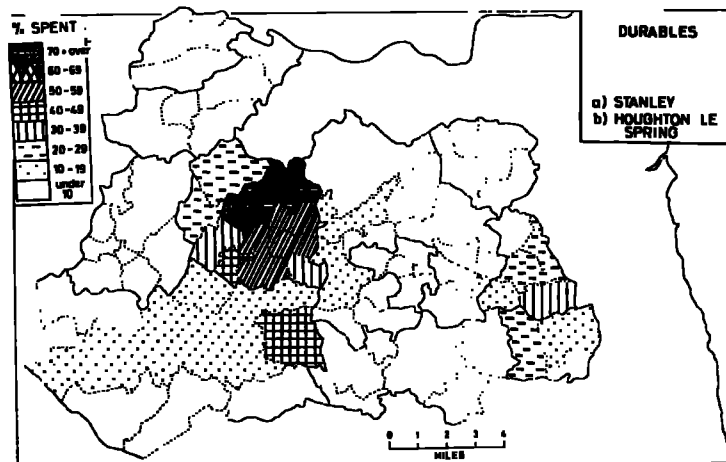 % SPENT
70 + over
60 - 69
50 - 59
40 - 49
30 - 39
20 - 29
10 - 19
under
10
DURABLES
a) STANLEY
b) HOUGHTON LE
SPRING
0 1 2 3 4
MILES